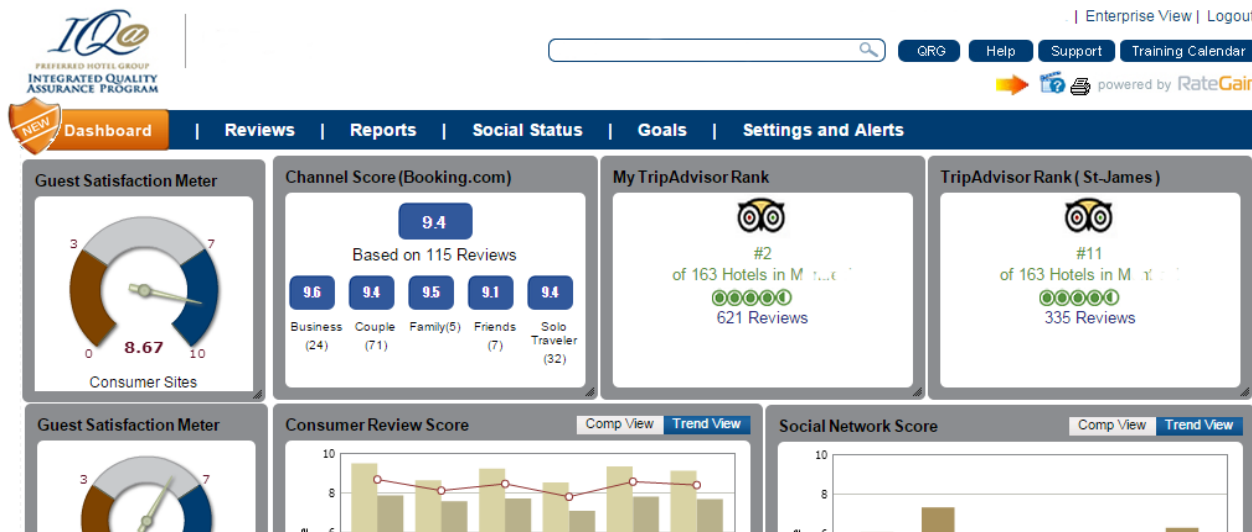 | Enterprise View | Logout
IQ@
PREFERRED HOTEL GROUP
INTEGRATED QUALITY
ASSURANCE PROGRAM
QRG Help Support Training Calendar
powered by RateGain
NEW
Dashboard | Reviews | Reports | Social Status | Goals | Settings and Alerts
Guest Satisfaction Meter
3 7
0 8.67 10
Consumer Sites
Channel Score (Booking.com)
9.4
Based on 115 Reviews
9.6 9.4 9.5 9.1 9.4
Business (24)
Couple (71)
Family(5)
Friends (7)
Solo Traveler (32)
My TripAdvisor Rank
#2
of 163 Hotels in
621 Reviews
TripAdvisor Rank ( St-James )
#11
of 163 Hotels in
335 Reviews
Guest Satisfaction Meter
3 7
Consumer Review Score
Comp View Trend View
10
8
6
Social Network Score
Comp View Trend View
10
8
6